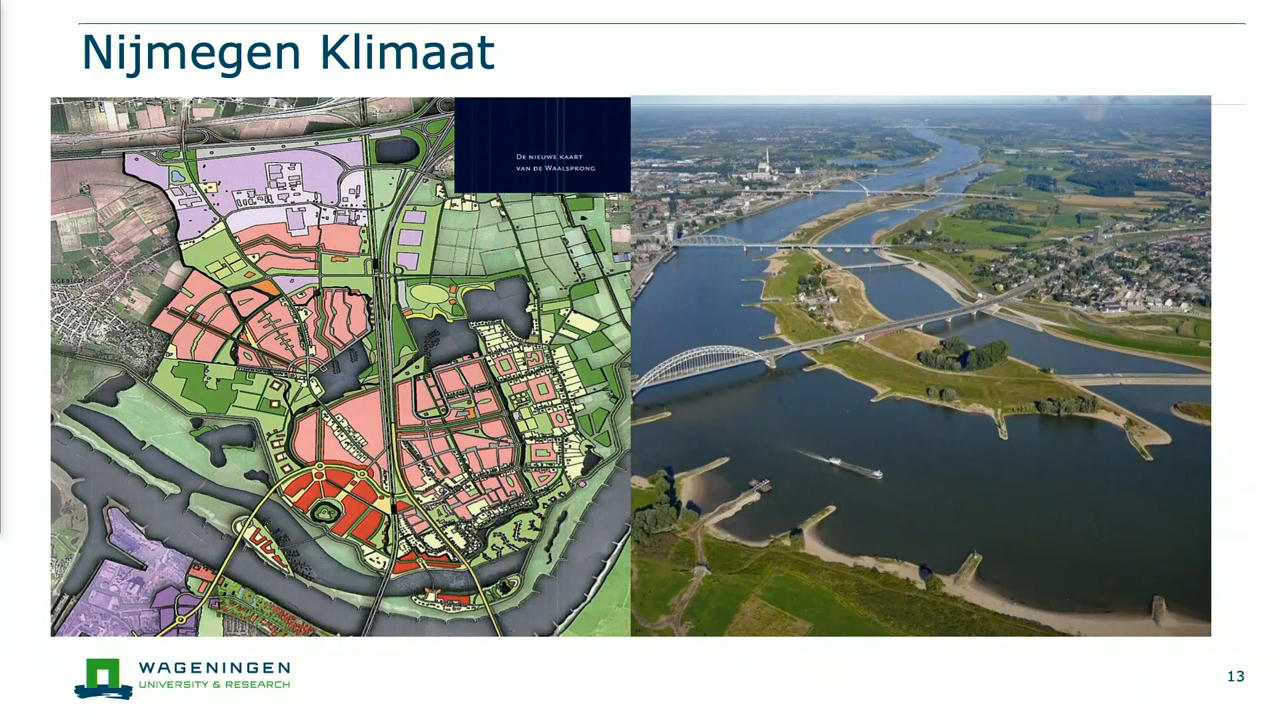 Nijmegen Klimaat
De nieuwe kaart
van de Waalsprong
WAGENINGEN
UNIVERSITY & RESEARCH
13